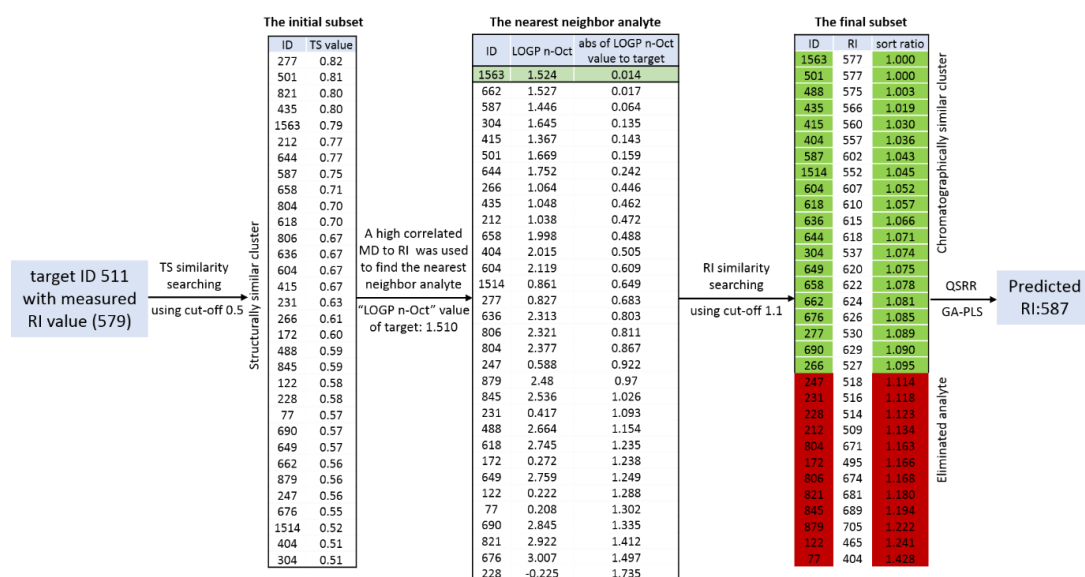 The initial subset
The nearest neighbor analyte
The final subset
target ID 511
with measured
RI value (579)
TS similarity
searching
using cut-off 0.5
Structurally similar cluster
ID TS value
277 0.82
501 0.81
821 0.80
435 0.80
1563 0.79
212 0.77
644 0.77
587 0.75
658 0.71
804 0.70
618 0.70
806 0.67
636 0.67
604 0.67
415 0.67
231 0.63
266 0.61
172 0.60
488 0.59
845 0.59
122 0.58
228 0.58
77 0.57
690 0.57
649 0.57
662 0.56
879 0.56
247 0.56
676 0.55
1514 0.52
404 0.51
304 0.51
A high correlated
MD to RI was used
to find the nearest
neighbor analyte
“LOGP n-Oct” value
of target: 1.510
ID LOGP n-Oct abs of LOGP n-Oct
value to target
1563 1.524 0.014
662 1.527 0.017
587 1.446 0.064
304 1.645 0.135
415 1.367 0.143
501 1.669 0.159
644 1.752 0.242
266 1.064 0.446
435 1.048 0.462
212 1.038 0.472
658 1.998 0.488
404 2.015 0.505
604 2.119 0.609
1514 0.861 0.649
277 0.827 0.683
636 2.313 0.803
806 2.321 0.811
804 2.377 0.867
247 0.588 0.922
879 2.48 0.97
845 2.536 1.026
231 0.417 1.093
488 2.664 1.154
618 2.745 1.235
172 0.272 1.238
649 2.759 1.249
122 0.222 1.288
77 0.208 1.302
690 2.845 1.335
821 2.922 1.412
676 3.007 1.497
228 -0.225 1.735
RI similarity
searching
using cut-off 1.1
ID RI sort ratio
1563 577 1.000
501 577 1.000
488 575 1.003
435 566 1.019
415 560 1.030
404 557 1.036
587 602 1.043
1514 552 1.045
604 607 1.052
618 610 1.057
636 615 1.066
644 618 1.071
304 537 1.074
649 620 1.075
658 622 1.078
662 624 1.081
676 626 1.085
277 530 1.089
690 629 1.090
266 527 1.095
247 518 1.114
231 516 1.118
228 514 1.123
212 509 1.134
804 671 1.163
172 495 1.166
806 674 1.168
821 681 1.180
845 689 1.194
879 705 1.222
122 465 1.241
77 404 1.428
Chromatographically similar cluster
Eliminated analyte
QSRR
GA-PLS
Predicted
RI:587